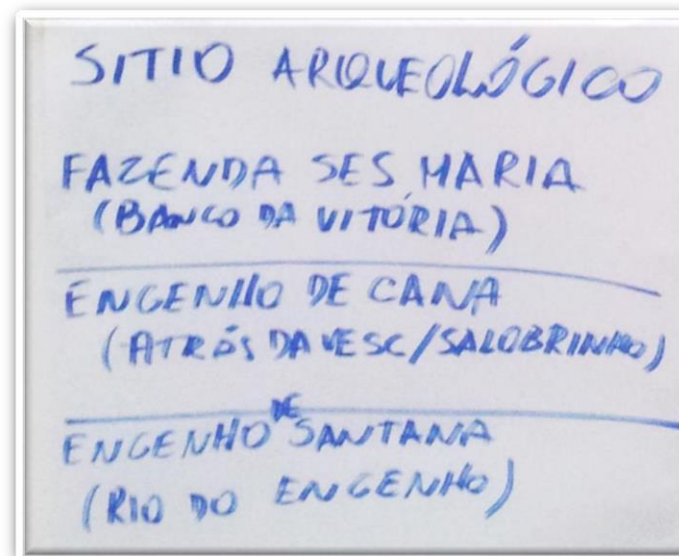 SITIO ARQUEOLÓGICO
FAZENDA SES MARIA
(BANCO DA VITÓRIA)
ENGENHO DE CANA
(ATRÁS DA UESC/SALOBRINHO)
ENGENHO DE SANTANA
(RIO DO ENGENHO)